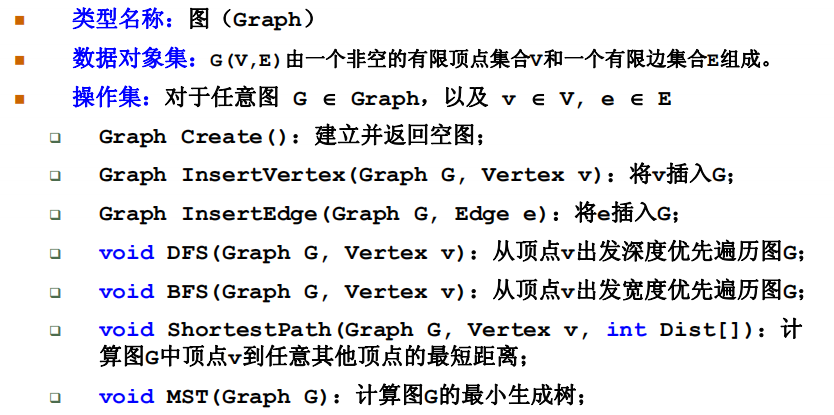 类型名称：图（Graph）
数据对象集：G(V,E)由一个非空的有限顶点集合V和一个有限边集合E组成。
操作集：对于任意图 G ∈ Graph，以及 v ∈ V, e ∈ E
Graph Create()：建立并返回空图；
Graph InsertVertex(Graph G, Vertex v)：将v插入G；
Graph InsertEdge(Graph G, Edge e)：将e插入G；
void DFS(Graph G, Vertex v)：从顶点v出发深度优先遍历图G；
void BFS(Graph G, Vertex v)：从顶点v出发宽度优先遍历图G；
void ShortestPath(Graph G, Vertex v, int Dist[])：计
算图G中顶点v到任意其他顶点的最短距离；
void MST(Graph G)：计算图G的最小生成树；